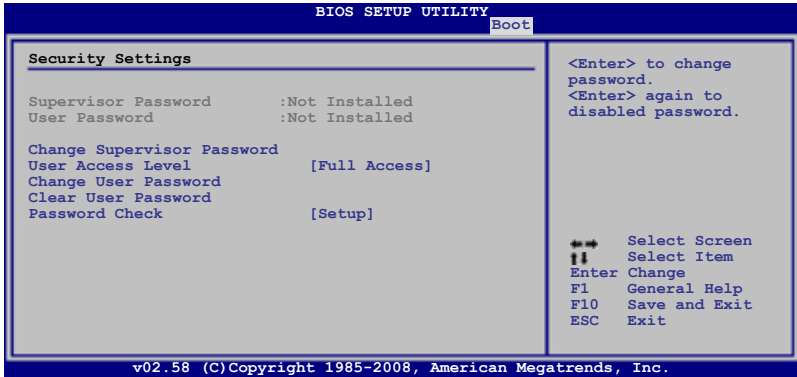 BIOS SETUP UTILITY
Boot
Security Settings
Supervisor Password :Not Installed
User Password :Not Installed
Change Supervisor Password
User Access Level [Full Access]
Change User Password
Clear User Password
Password Check [Setup]
<Enter> to change
password.
<Enter> again to
disabled password.
←→ Select Screen
↑↓ Select Item
Enter Change
F1 General Help
F10 Save and Exit
ESC Exit
v02.58 (C)Copyright 1985-2008, American Megatrends, Inc.